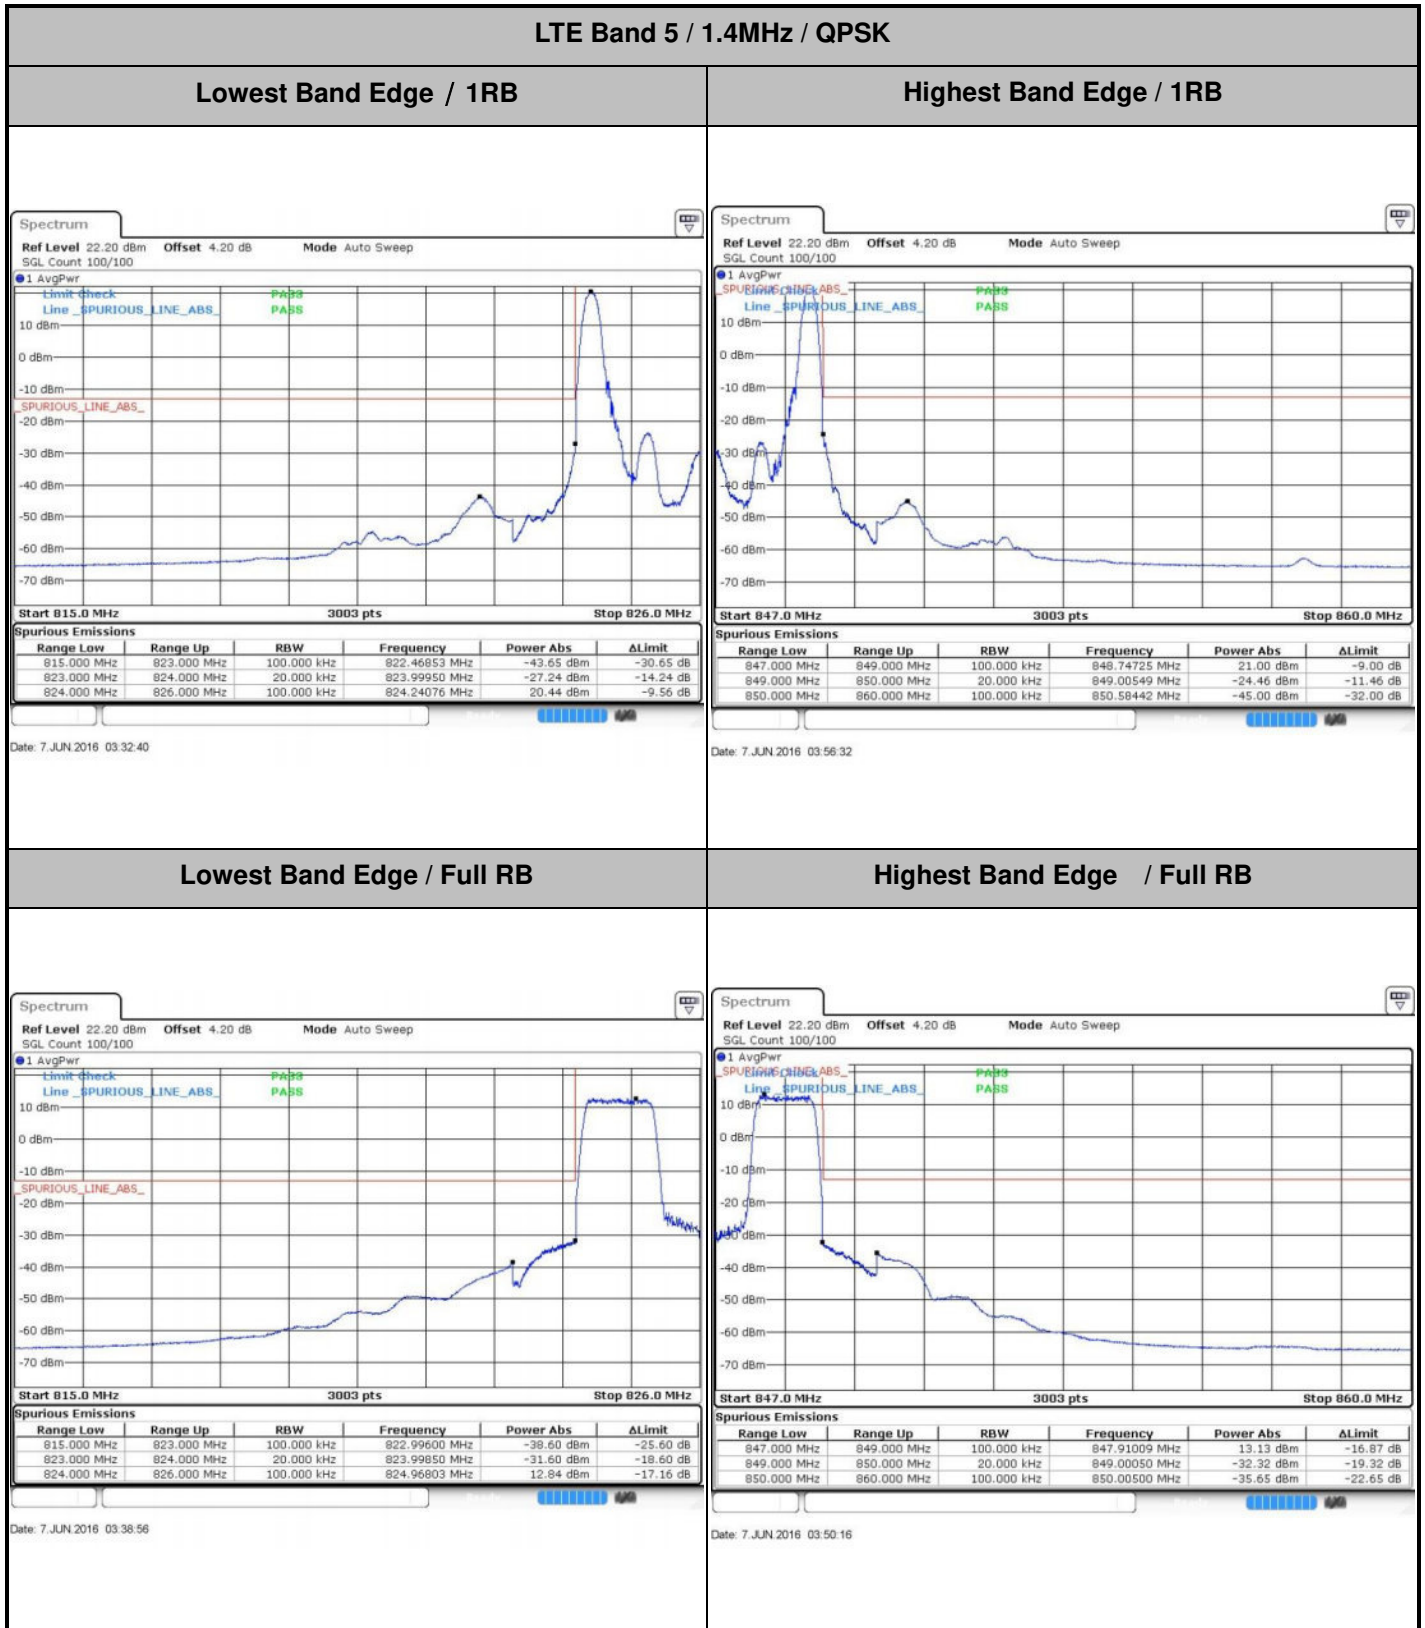 LTE Band 5 / 1.4MHz / QPSK
Lowest Band Edge / 1RB
Highest Band Edge / 1RB
Spectrum
Ref Level 22.20 dBm Offset 4.20 dB Mode Auto Sweep
SGL Count 100/100
1 AvgPwr
Limit Check PASS
Line _SPURIOUS_LINE_ABS_ PASS
10 dBm
0 dBm
-10 dBm
_SPURIOUS_LINE_ABS_
-20 dBm
-30 dBm
-40 dBm
-50 dBm
-60 dBm
-70 dBm
Start 815.0 MHz 3003 pts Stop 826.0 MHz
Spurious Emissions
Range Low Range Up RBW Frequency Power Abs ΔLimit
815.000 MHz 823.000 MHz 100.000 kHz 822.46853 MHz -43.65 dBm -30.65 dB
823.000 MHz 824.000 MHz 20.000 kHz 823.99950 MHz -27.24 dBm -14.24 dB
824.000 MHz 826.000 MHz 100.000 kHz 824.24076 MHz 20.44 dBm -9.56 dB
Date: 7.JUN.2016 03:32:40
Spectrum
Ref Level 22.20 dBm Offset 4.20 dB Mode Auto Sweep
SGL Count 100/100
1 AvgPwr
_SPURIOUS_LINE_ABS_
Limit Check PASS
Line _SPURIOUS_LINE_ABS_ PASS
10 dBm
0 dBm
-10 dBm
-20 dBm
-30 dBm
-40 dBm
-50 dBm
-60 dBm
-70 dBm
Start 847.0 MHz 3003 pts Stop 860.0 MHz
Spurious Emissions
Range Low Range Up RBW Frequency Power Abs ΔLimit
847.000 MHz 849.000 MHz 100.000 kHz 848.74725 MHz 21.00 dBm -9.00 dB
849.000 MHz 850.000 MHz 20.000 kHz 849.00549 MHz -24.46 dBm -11.46 dB
850.000 MHz 860.000 MHz 100.000 kHz 850.58442 MHz -45.00 dBm -32.00 dB
Date: 7.JUN.2016 03:56:32
Lowest Band Edge / Full RB
Highest Band Edge / Full RB
Spectrum
Ref Level 22.20 dBm Offset 4.20 dB Mode Auto Sweep
SGL Count 100/100
1 AvgPwr
Limit Check PASS
Line _SPURIOUS_LINE_ABS_ PASS
10 dBm
0 dBm
-10 dBm
_SPURIOUS_LINE_ABS_
-20 dBm
-30 dBm
-40 dBm
-50 dBm
-60 dBm
-70 dBm
Start 815.0 MHz 3003 pts Stop 826.0 MHz
Spurious Emissions
Range Low Range Up RBW Frequency Power Abs ΔLimit
815.000 MHz 823.000 MHz 100.000 kHz 822.99600 MHz -38.60 dBm -25.60 dB
823.000 MHz 824.000 MHz 20.000 kHz 823.99850 MHz -31.60 dBm -18.60 dB
824.000 MHz 826.000 MHz 100.000 kHz 824.96803 MHz 12.84 dBm -17.16 dB
Date: 7.JUN.2016 03:38:56
Spectrum
Ref Level 22.20 dBm Offset 4.20 dB Mode Auto Sweep
SGL Count 100/100
1 AvgPwr
_SPURIOUS_LINE_ABS_
Limit Check PASS
Line _SPURIOUS_LINE_ABS_ PASS
10 dBm
0 dBm
-10 dBm
-20 dBm
-30 dBm
-40 dBm
-50 dBm
-60 dBm
-70 dBm
Start 847.0 MHz 3003 pts Stop 860.0 MHz
Spurious Emissions
Range Low Range Up RBW Frequency Power Abs ΔLimit
847.000 MHz 849.000 MHz 100.000 kHz 847.91009 MHz 13.13 dBm -16.87 dB
849.000 MHz 850.000 MHz 20.000 kHz 849.00050 MHz -32.32 dBm -19.32 dB
850.000 MHz 860.000 MHz 100.000 kHz 850.00500 MHz -35.65 dBm -22.65 dB
Date: 7.JUN.2016 03:50:16